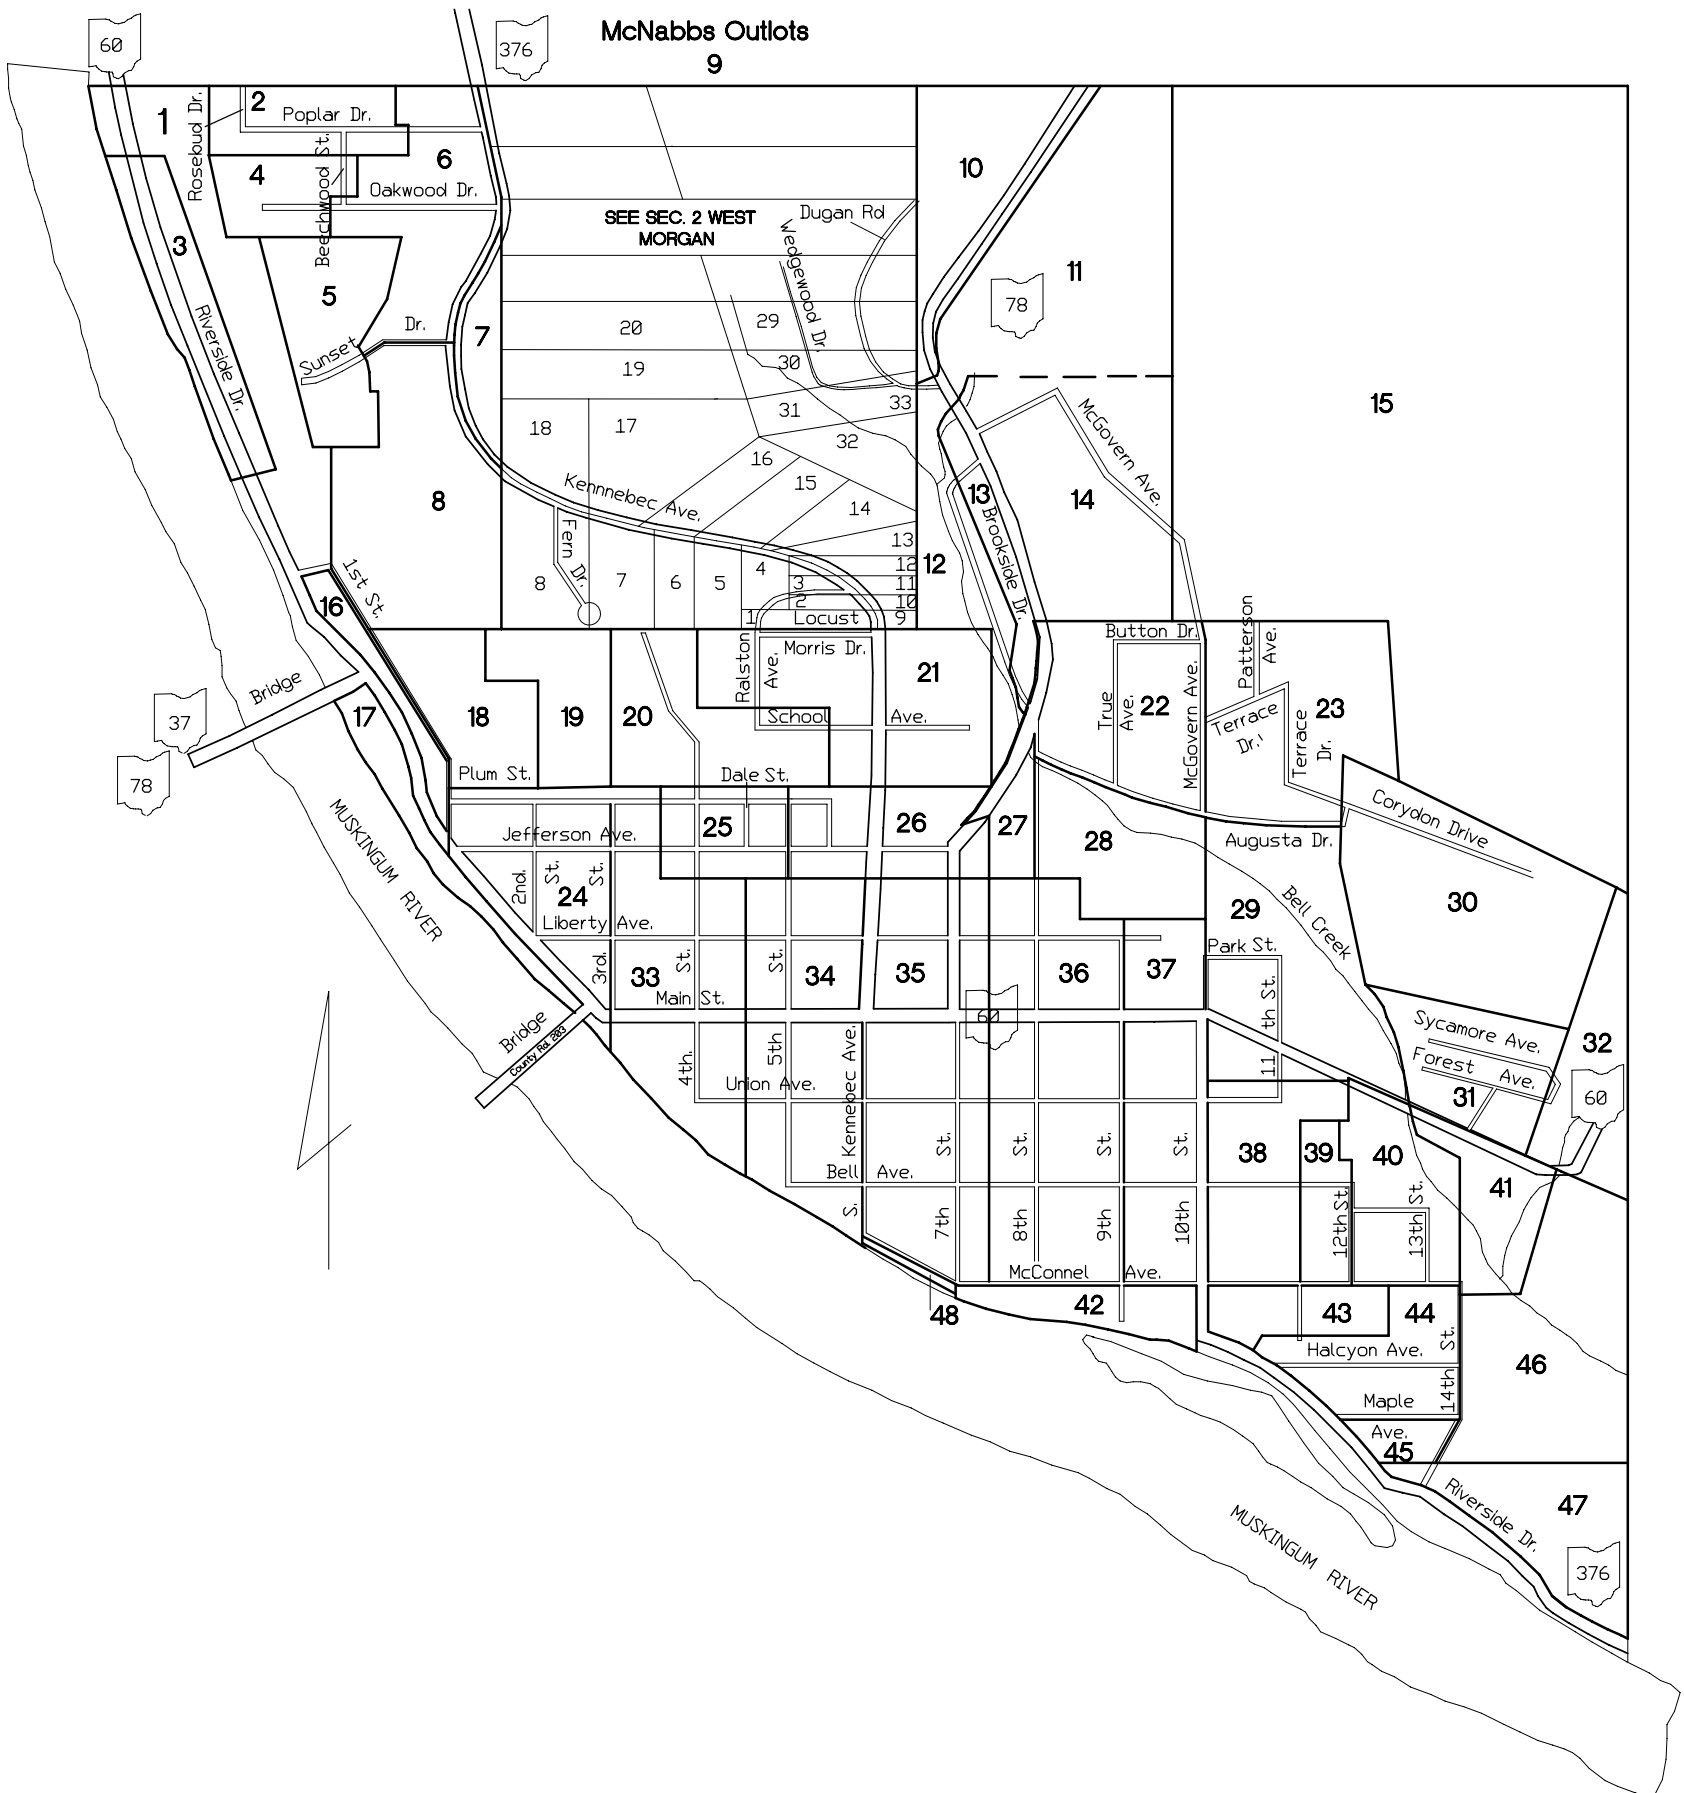 McNabbs Outlots
9
60
376
1
Rosebud Dr.
2
Poplar Dr.
Beechwood St.
4
6
Oakwood Dr.
3
5
Riverside Dr.
Sunset Dr.
7
8
SEE SEC. 2 WEST
MORGAN
Dugan Rd
Wedgewood Dr.
10
11
78
20
29
19
30
18
17
31
33
32
16
15
14
13
12
11
10
9
Kennnebec Ave.
Fern Dr.
8
7
6
5
4
3
2
1
Locust
12
13
Brookside Dr.
McGovern Ave.
14
15
16
1st St.
Bridge
37
78
17
18
Plum St.
19
20
Ralston Ave.
Morris Dr.
21
School Ave.
Dale St.
Button Dr.
True Ave.
22
McGovern Ave.
Patterson Ave.
Terrace Dr.
Terrace Dr.
23
Corydon Drive
Augusta Dr.
MUSKINGUM RIVER
Jefferson Ave.
25
26
27
28
2nd. St.
24
St.
Liberty Ave.
3rd.
33
St.
Main St.
St.
34
35
36
37
60
29
Bell Creek
Park St.
30
11 th St.
Sycamore Ave.
Forest Ave.
31
32
60
Bridge
County Rd. 203
4th.
5th
Union Ave.
S. Kennebec Ave.
Bell Ave.
7th St.
8th St.
9th St.
10th St.
38
39
40
41
12th St.
13th St.
McConnel Ave.
48
42
43
44
Halcyon Ave.
14th St.
Maple
Ave.
45
46
Riverside Dr.
47
376
MUSKINGUM RIVER